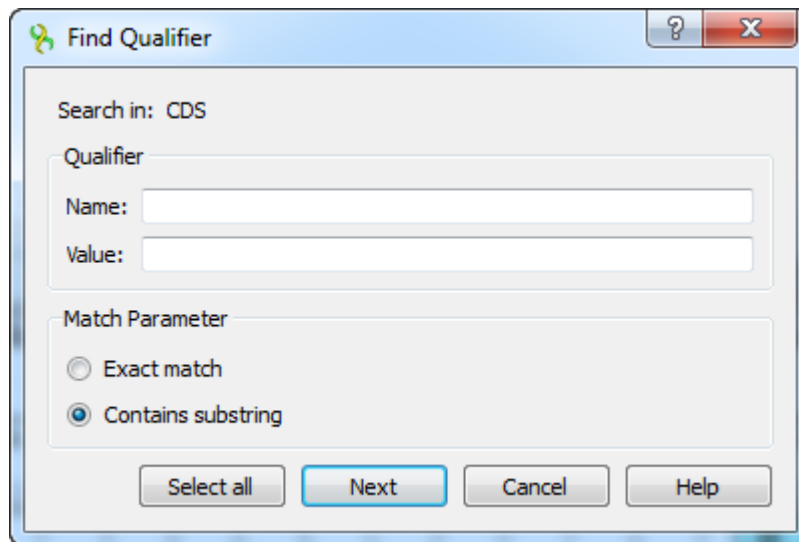 Find Qualifier
Search in: CDS
Qualifier
Name:
Value:
Match Parameter
Exact match
Contains substring
Select all Next Cancel Help